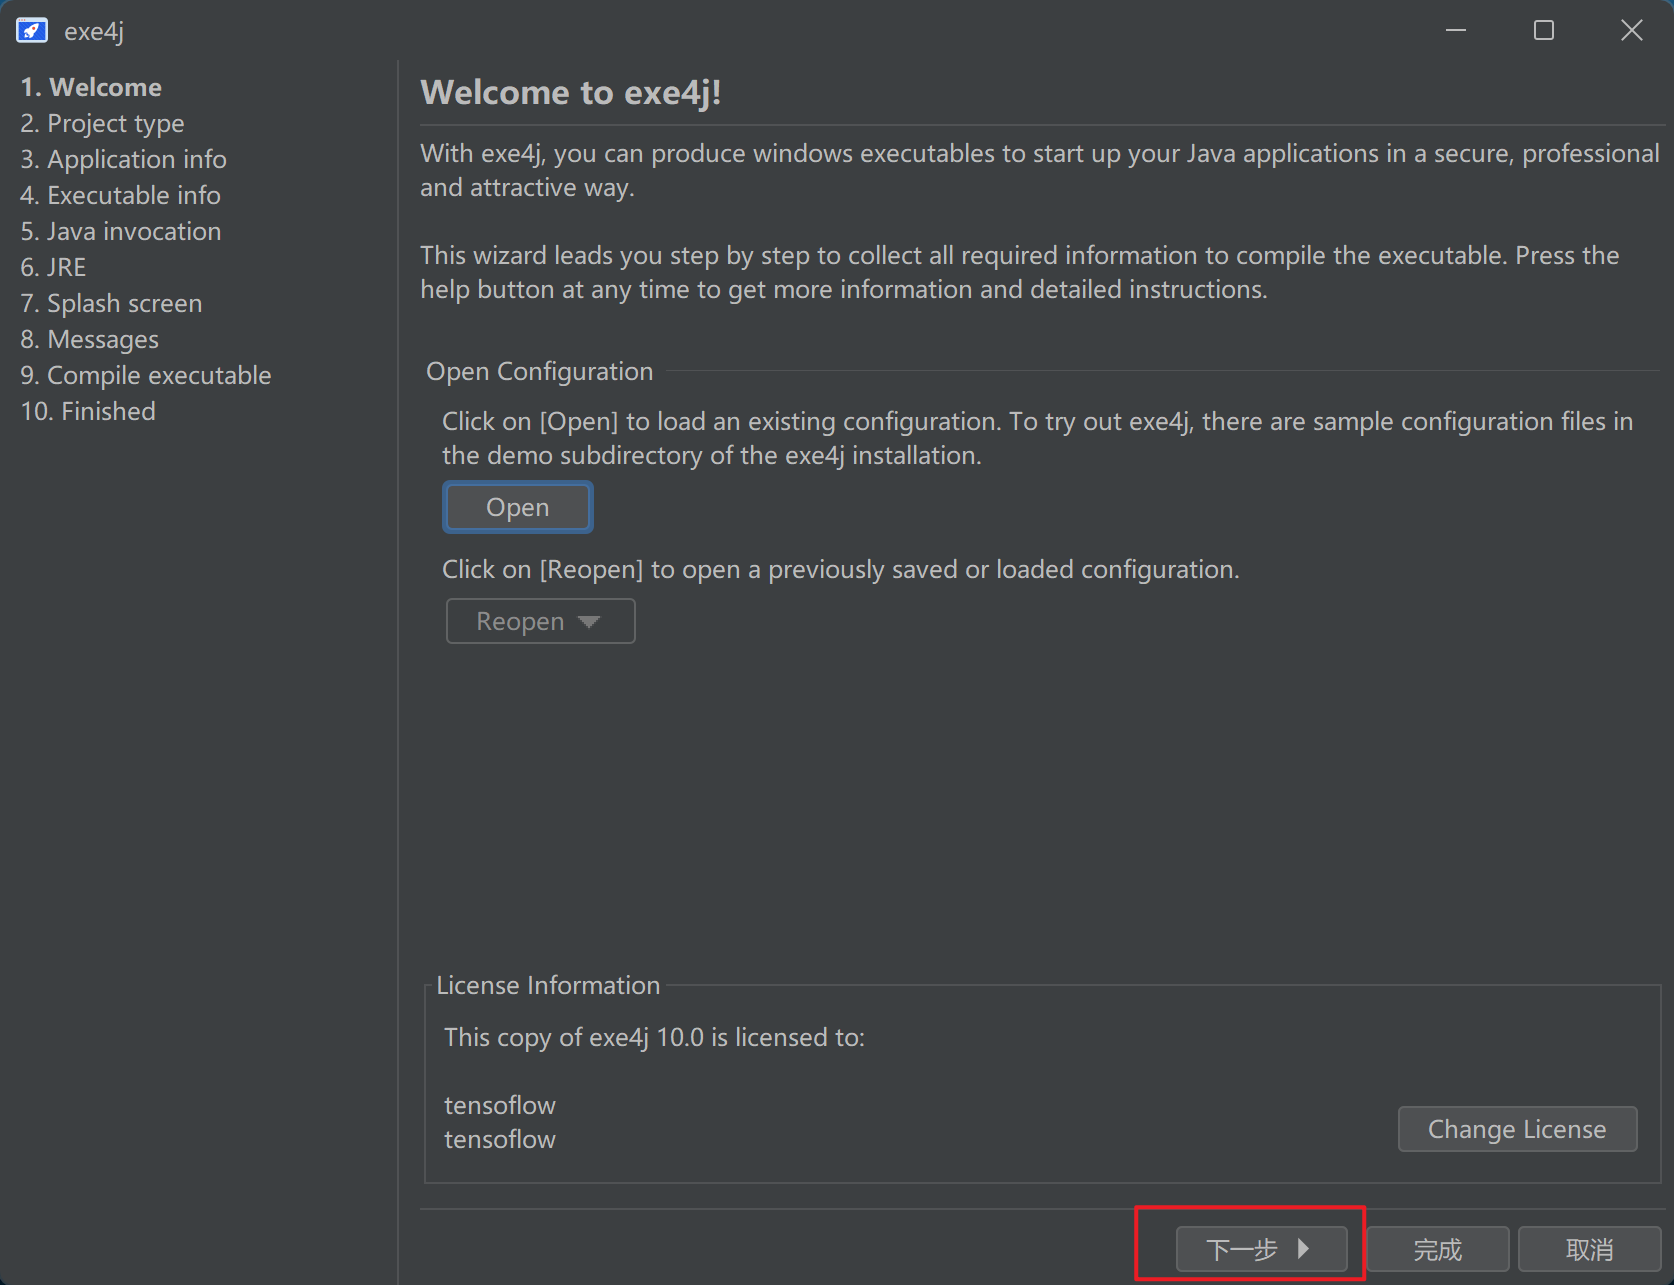 exe4j
1. Welcome
2. Project type
3. Application info
4. Executable info
5. Java invocation
6. JRE
7. Splash screen
8. Messages
9. Compile executable
10. Finished
Welcome to exe4j!
With exe4j, you can produce windows executables to start up your Java applications in a secure, professional
and attractive way.
This wizard leads you step by step to collect all required information to compile the executable. Press the
help button at any time to get more information and detailed instructions.
Open Configuration
Click on [Open] to load an existing configuration. To try out exe4j, there are sample configuration files in
the demo subdirectory of the exe4j installation.
Open
Click on [Reopen] to open a previously saved or loaded configuration.
Reopen
License Information
This copy of exe4j 10.0 is licensed to:
tensoflow
tensoflow
Change License
下一步
完成
取消